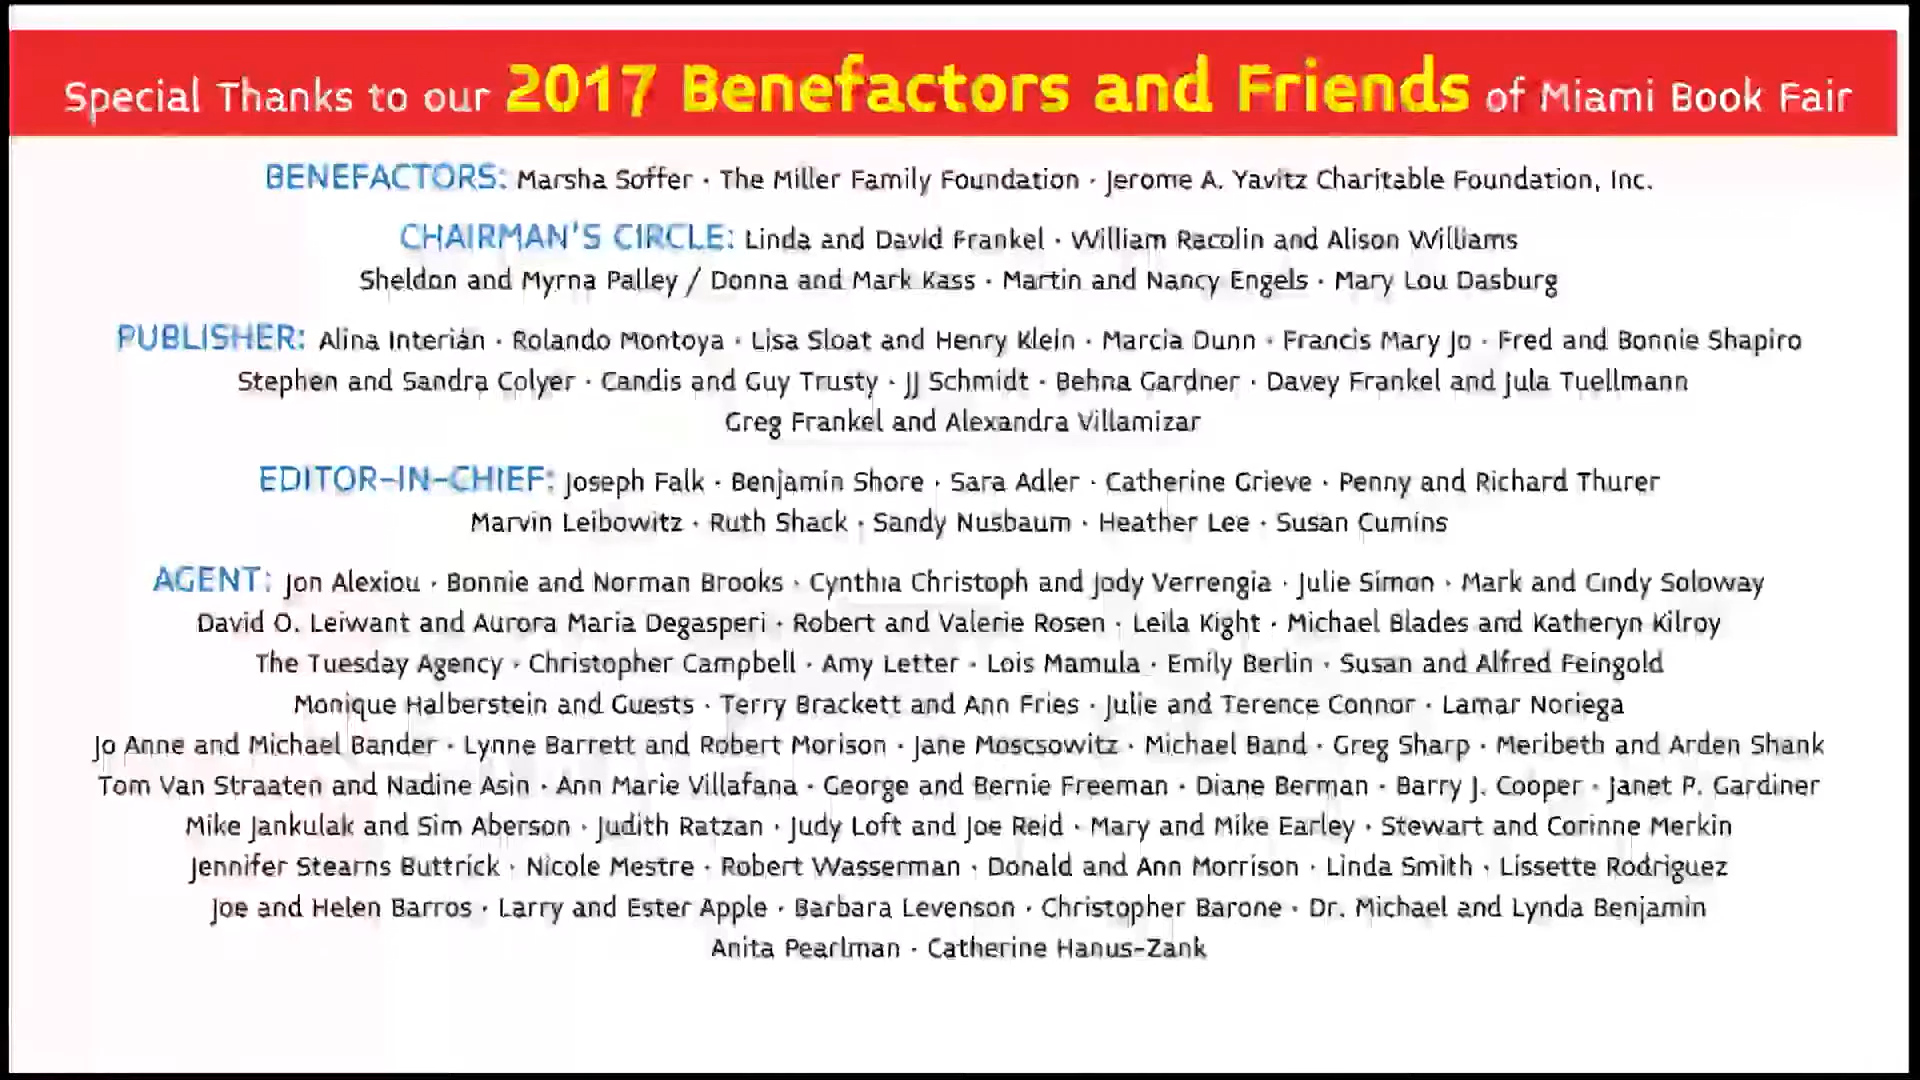 Special Thanks to our 2017 Benefactors and Friends of Miami Book Fair
BENEFACTORS: Marsha Soffer · The Miller Family Foundation · Jerome A. Yavitz Charitable Foundation, Inc.
CHAIRMAN'S CIRCLE: Linda and David Frankel · William Racolin and Alison Williams
Sheldon and Myrna Palley / Donna and Mark Kass · Martin and Nancy Engels · Mary Lou Dasburg
PUBLISHER: Alina Interián · Rolando Montoya · Lisa Sloat and Henry Klein · Marcia Dunn · Francis Mary Jo · Fred and Bonnie Shapiro
Stephen and Sandra Colyer · Candis and Guy Trusty · JJ Schmidt · Behna Gardner · Davey Frankel and Jula Tuellmann
Greg Frankel and Alexandra Villamizar
EDITOR-IN-CHIEF: Joseph Falk · Benjamin Shore · Sara Adler · Catherine Grieve · Penny and Richard Thurer
Marvin Leibowitz · Ruth Shack · Sandy Nusbaum · Heather Lee · Susan Cumins
AGENT: Jon Alexiou · Bonnie and Norman Brooks · Cynthia Christoph and Jody Verrengia · Julie Simon · Mark and Cindy Soloway
David O. Leiwant and Aurora Maria Degasperi · Robert and Valerie Rosen · Leila Kight · Michael Blades and Katheryn Kilroy
The Tuesday Agency · Christopher Campbell · Amy Letter · Lois Mamula · Emily Berlin · Susan and Alfred Feingold
Monique Halberstein and Guests · Terry Brackett and Ann Fries · Julie and Terence Connor · Lamar Noriega
Jo Anne and Michael Bander · Lynne Barrett and Robert Morison · Jane Moscsowitz · Michael Band · Greg Sharp · Meribeth and Arden Shank
Tom Van Straaten and Nadine Asin · Ann Marie Villafana · George and Bernie Freeman · Diane Berman · Barry J. Cooper · Janet P. Gardiner
Mike Jankulak and Sim Aberson · Judith Ratzan · Judy Loft and Joe Reid · Mary and Mike Earley · Stewart and Corinne Merkin
Jennifer Stearns Buttrick · Nicole Mestre · Robert Wasserman · Donald and Ann Morrison · Linda Smith · Lissette Rodriguez
Joe and Helen Barros · Larry and Ester Apple · Barbara Levenson · Christopher Barone · Dr. Michael and Lynda Benjamin
Anita Pearlman · Catherine Hanus-Zank